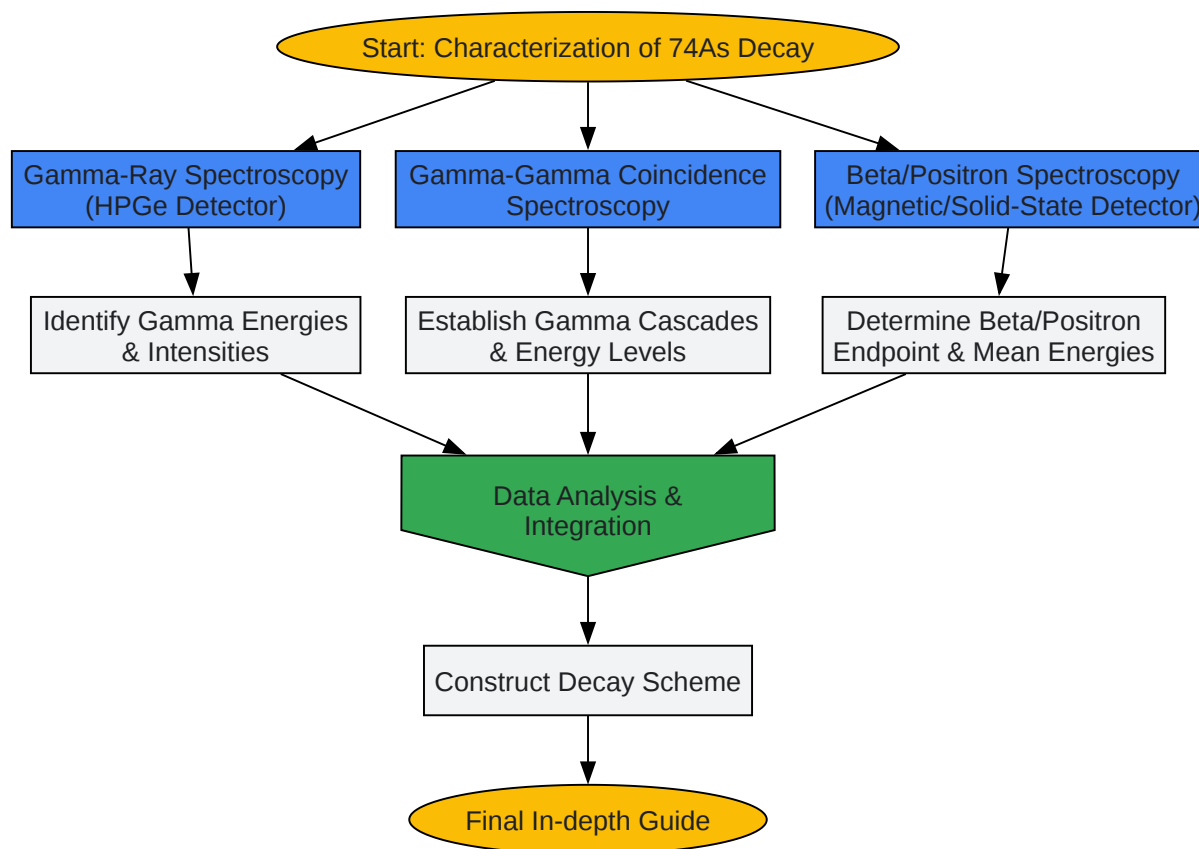 Start: Characterization of 74As Decay
Gamma-Ray Spectroscopy
(HPGe Detector)
Gamma-Gamma Coincidence
Spectroscopy
Beta/Positron Spectroscopy
(Magnetic/Solid-State Detector)
Identify Gamma Energies
& Intensities
Establish Gamma Cascades
& Energy Levels
Determine Beta/Positron
Endpoint & Mean Energies
Data Analysis &
Integration
Construct Decay Scheme
Final In-depth Guide